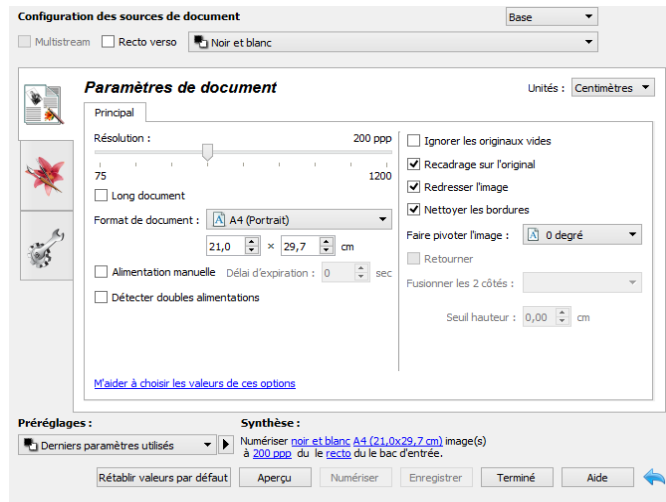 Configuration des sources de document
Base
Multistream Recto verso Noir et blanc
Paramètres de document
Unités : Centimètres
Principal
Résolution : 200 ppp
75 1200
Long document
Format de document : A4 (Portrait)
21,0 × 29,7 cm
Alimentation manuelle Délai d'expiration : 0 sec
Détecter doubles alimentations
Ignorer les originaux vides
Recadrage sur l'original
Redresser l'image
Nettoyer les bordures
Faire pivoter l'image : 0 degré
Retourner
Fusionner les 2 côtés :
Seuil hauteur : 0,00 cm
M'aider à choisir les valeurs de ces options
Préréglages :
Derniers paramètres utilisés
Synthèse :
Numériser noir et blanc A4 (21,0x29,7 cm) image(s)
à 200 ppp du le recto du le bac d'entrée.
Rétablir valeurs par défaut Aperçu Numériser Enregistrer Terminé Aide